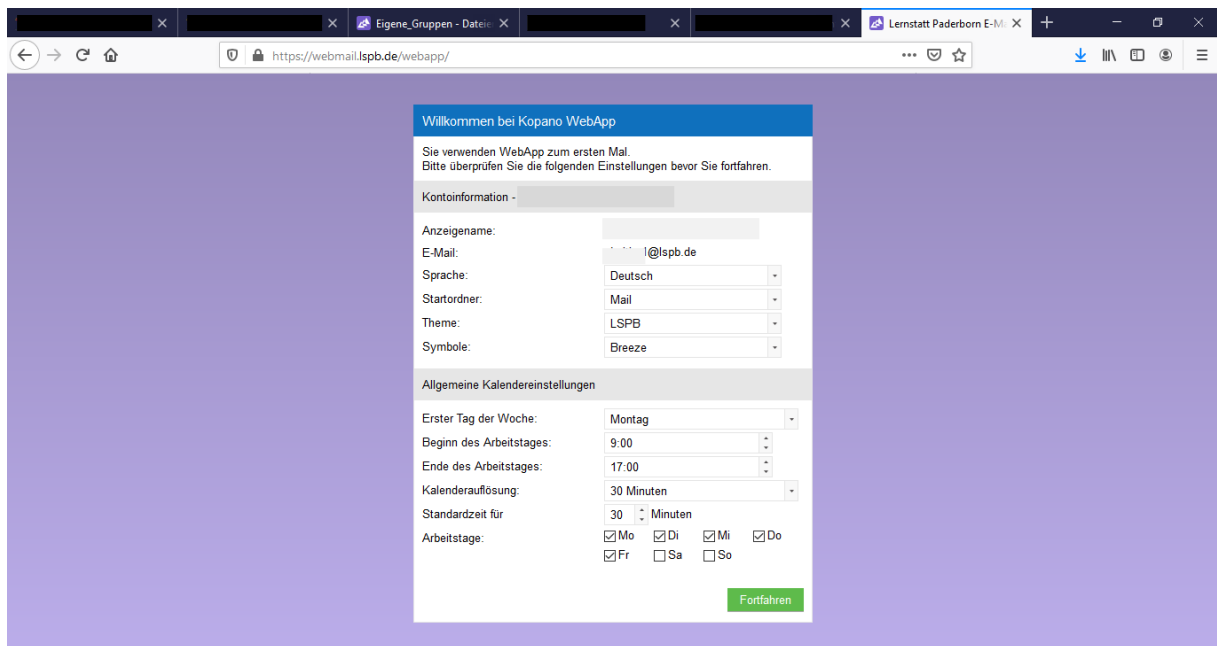 Eigene_Gruppen - Dateie
Lernstatt Paderborn E-Ma
https://webmail.lspb.de/webapp/
Willkommen bei Kopano WebApp
Sie verwenden WebApp zum ersten Mal.
Bitte überprüfen Sie die folgenden Einstellungen bevor Sie fortfahren.
Kontoinformation -
Anzeigename:
E-Mail: @lspb.de
Sprache: Deutsch
Startordner: Mail
Theme: LSPB
Symbole: Breeze
Allgemeine Kalendereinstellungen
Erster Tag der Woche: Montag
Beginn des Arbeitstages: 9:00
Ende des Arbeitstages: 17:00
Kalenderauflösung: 30 Minuten
Standardzeit für 30 Minuten
Arbeitstage: Mo Di Mi Do
Fr Sa So
Fortfahren